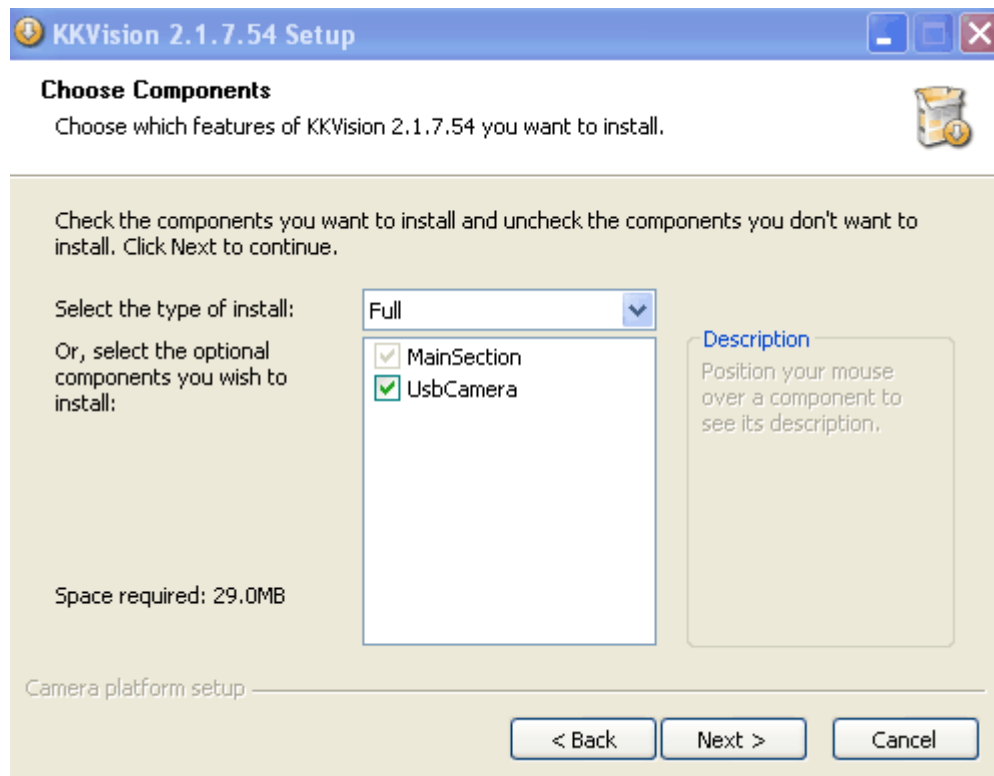 KKVision 2.1.7.54 Setup
Choose Components
Choose which features of KKVision 2.1.7.54 you want to install.
Check the components you want to install and uncheck the components you don't want to
install. Click Next to continue.
Select the type of install:
Full
Or, select the optional
components you wish to
install:
MainSection
UsbCamera
Description
Position your mouse
over a component to
see its description.
Space required: 29.0MB
Camera platform setup
< Back
Next >
Cancel